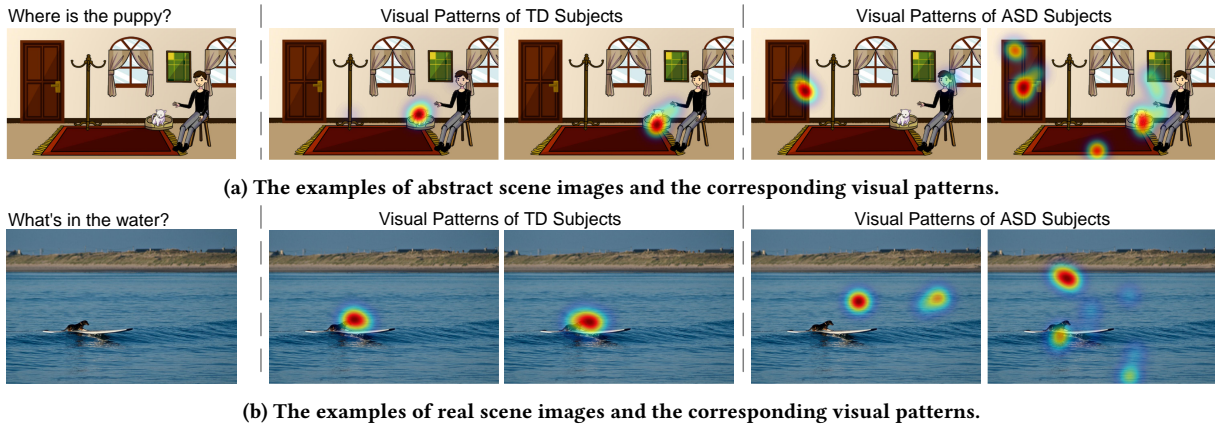 Where is the puppy?
Visual Patterns of TD Subjects
Visual Patterns of ASD Subjects
(a) The examples of abstract scene images and the corresponding visual patterns.
What's in the water?
Visual Patterns of TD Subjects
Visual Patterns of ASD Subjects
(b) The examples of real scene images and the corresponding visual patterns.